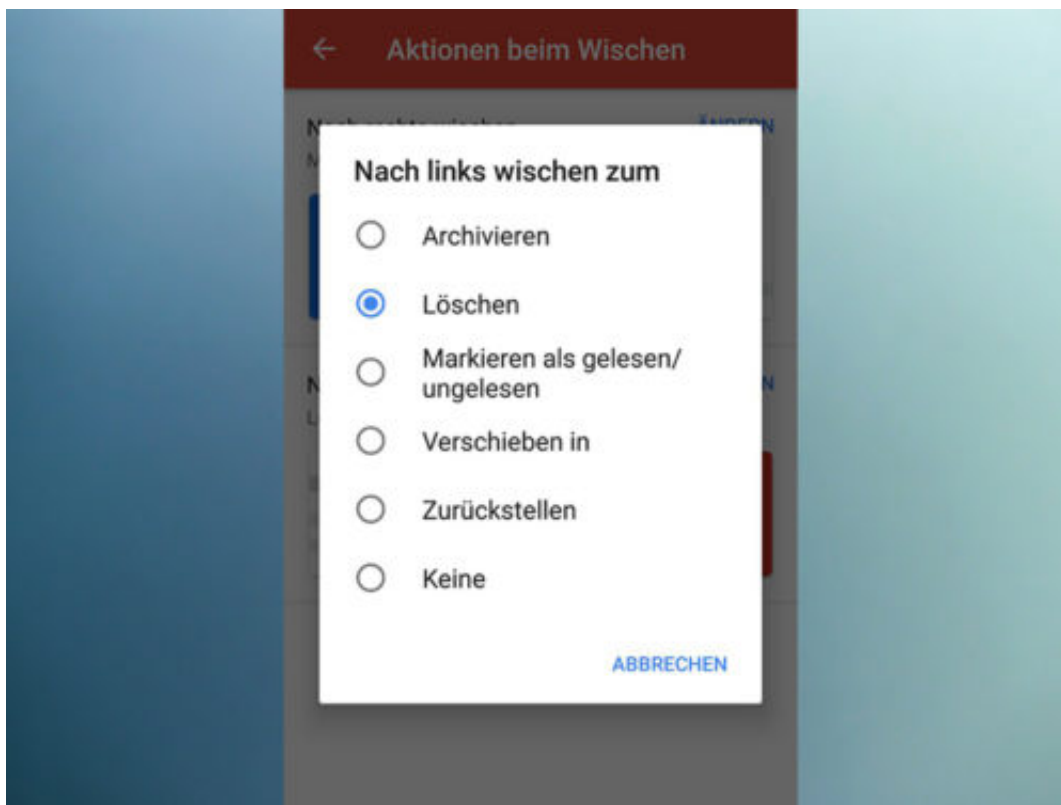 Aktionen beim Wischen
ÄNDERN
Nach links wischen zum
Archivieren
Löschen
Markieren als gelesen/
ungelesen
Verschieben in
Zurückstellen
Keine
ABBRECHEN